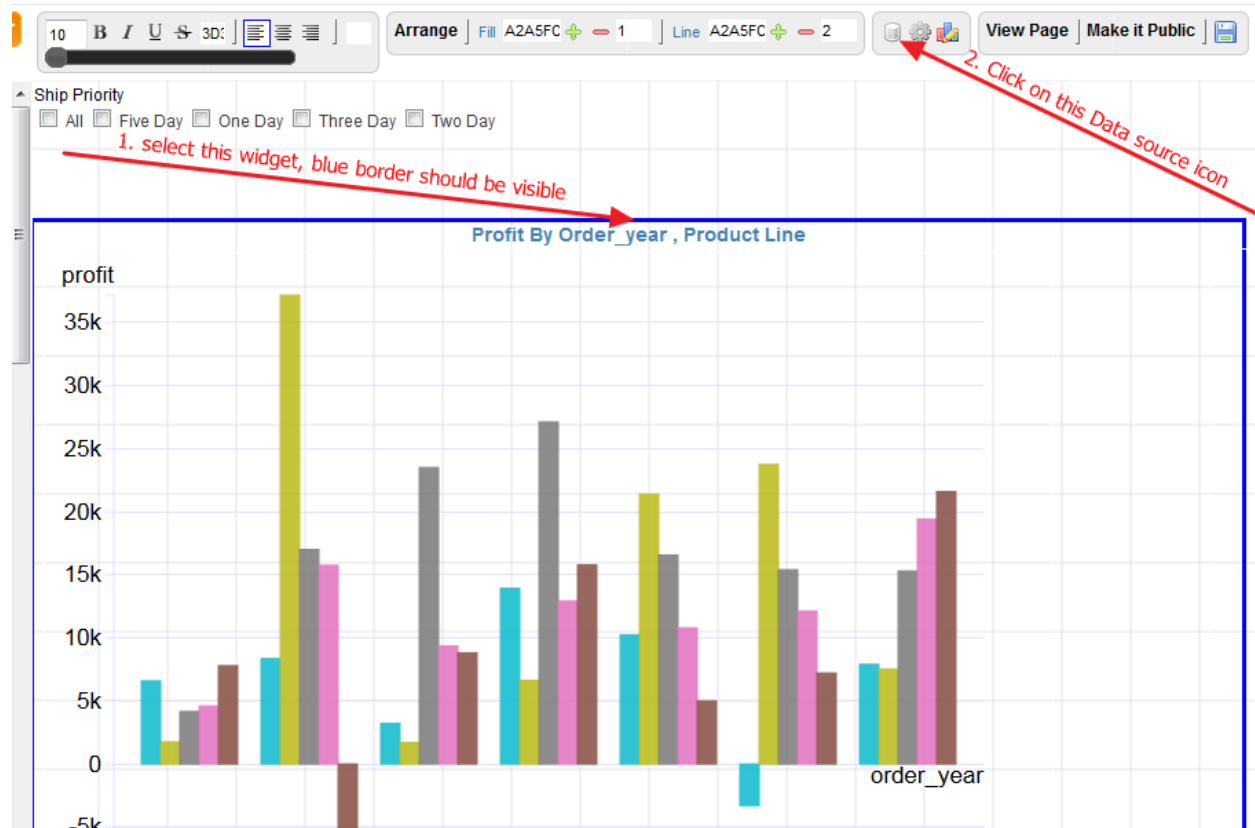 10 B I U S 3D: Arrange Fill A2A5FC 1 Line A2A5FC 2 View Page Make it Public
2. Click on this Data source icon
Ship Priority
All Five Day One Day Three Day Two Day
1. select this widget, blue border should be visible
Profit By Order_year , Product Line
profit
35k
30k
25k
20k
15k
10k
5k
0
order_year
-5k